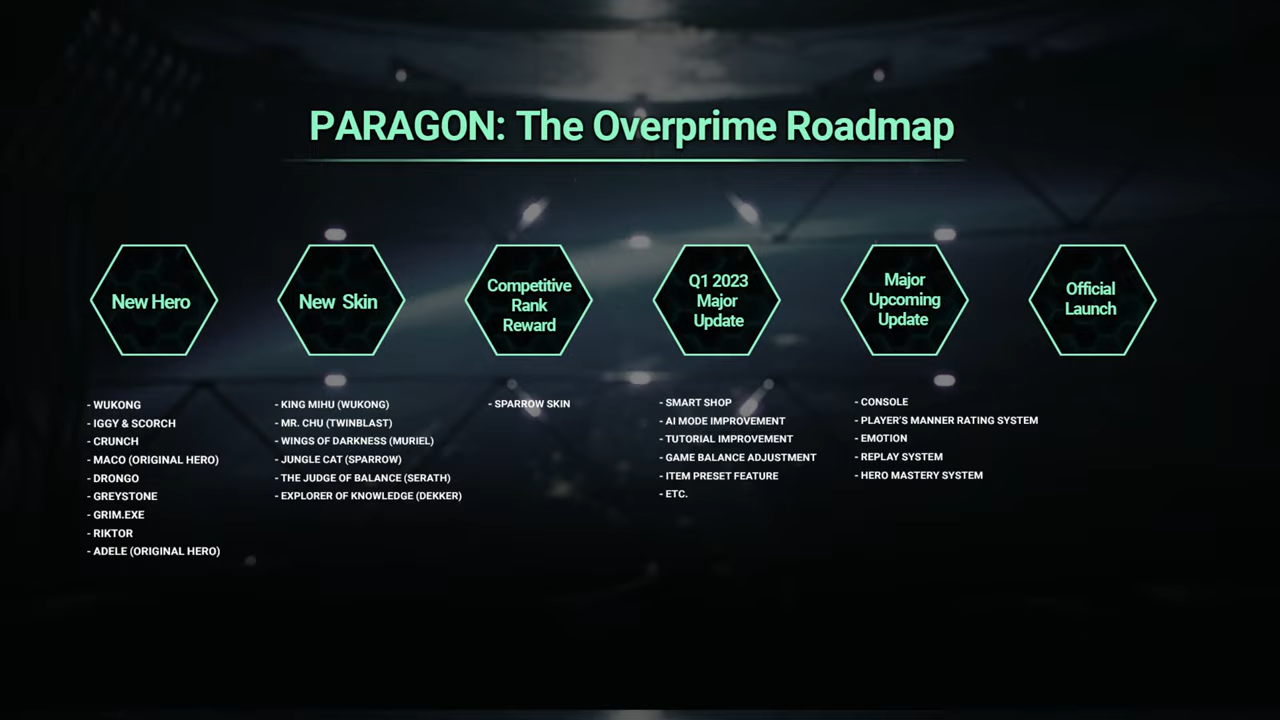 PARAGON: The Overprime Roadmap
New Hero
- WUKONG
- IGGY & SCORCH
- CRUNCH
- MACO (ORIGINAL HERO)
- DRONGO
- GREYSTONE
- GRIM.EXE
- RIKTOR
- ADELE (ORIGINAL HERO)
New Skin
- KING MIHU (WUKONG)
- MR. CHU (TWINBLAST)
- WINGS OF DARKNESS (MURIEL)
- JUNGLE CAT (SPARROW)
- THE JUDGE OF BALANCE (SERATH)
- EXPLORER OF KNOWLEDGE (DEKKER)
Competitive
Rank
Reward
- SPARROW SKIN
Q1 2023
Major
Update
- SMART SHOP
- AI MODE IMPROVEMENT
- TUTORIAL IMPROVEMENT
- GAME BALANCE ADJUSTMENT
- ITEM PRESET FEATURE
- ETC.
Major
Upcoming
Update
- CONSOLE
- PLAYER'S MANNER RATING SYSTEM
- EMOTION
- REPLAY SYSTEM
- HERO MASTERY SYSTEM
Official
Launch